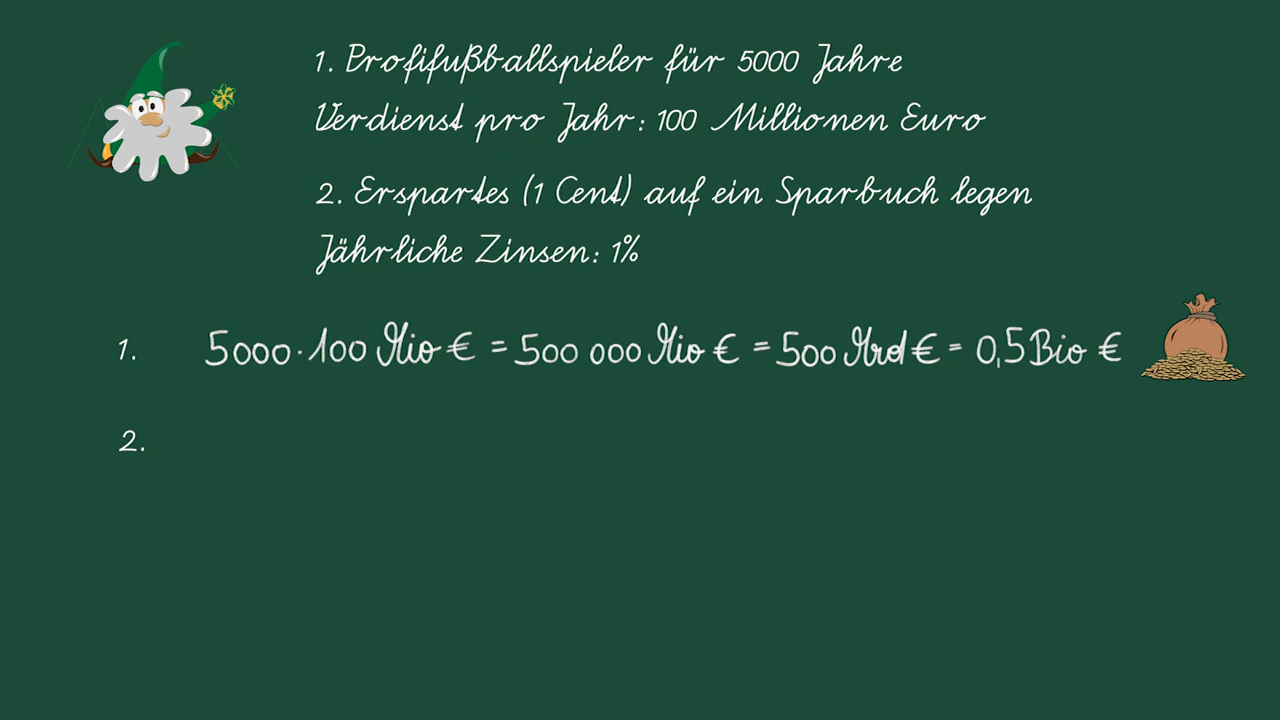 1. Profifußballspieler für 5000 Jahre
Verdienst pro Jahr: 100 Millionen Euro
2. Erspartes (1 Cent) auf ein Sparbuch legen
Jährliche Zinsen: 1%
1. 5000·100 Mio € = 500 000 Mio € = 500 Mrd € = 0,5 Bio €
2.